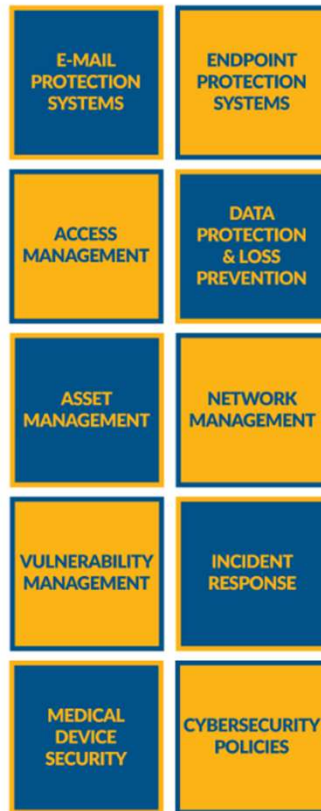 E-MAIL
PROTECTION
SYSTEMS
ENDPOINT
PROTECTION
SYSTEMS
ACCESS
MANAGEMENT
DATA
PROTECTION
& LOSS
PREVENTION
ASSET
MANAGEMENT
NETWORK
MANAGEMENT
VULNERABILITY
MANAGEMENT
INCIDENT
RESPONSE
MEDICAL
DEVICE
SECURITY
CYBERSECURITY
POLICIES